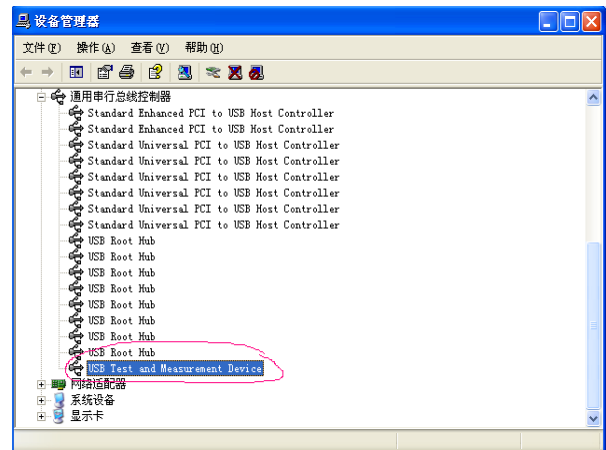 设备管理器
文件(F) 操作(A) 查看(V) 帮助(H)
通用串行总线控制器
Standard Enhanced PCI to USB Host Controller
Standard Enhanced PCI to USB Host Controller
Standard Universal PCI to USB Host Controller
Standard Universal PCI to USB Host Controller
Standard Universal PCI to USB Host Controller
Standard Universal PCI to USB Host Controller
Standard Universal PCI to USB Host Controller
Standard Universal PCI to USB Host Controller
USB Root Hub
USB Root Hub
USB Root Hub
USB Root Hub
USB Root Hub
USB Root Hub
USB Root Hub
USB Root Hub
USB Test and Measurement Device
网络适配器
系统设备
显示卡